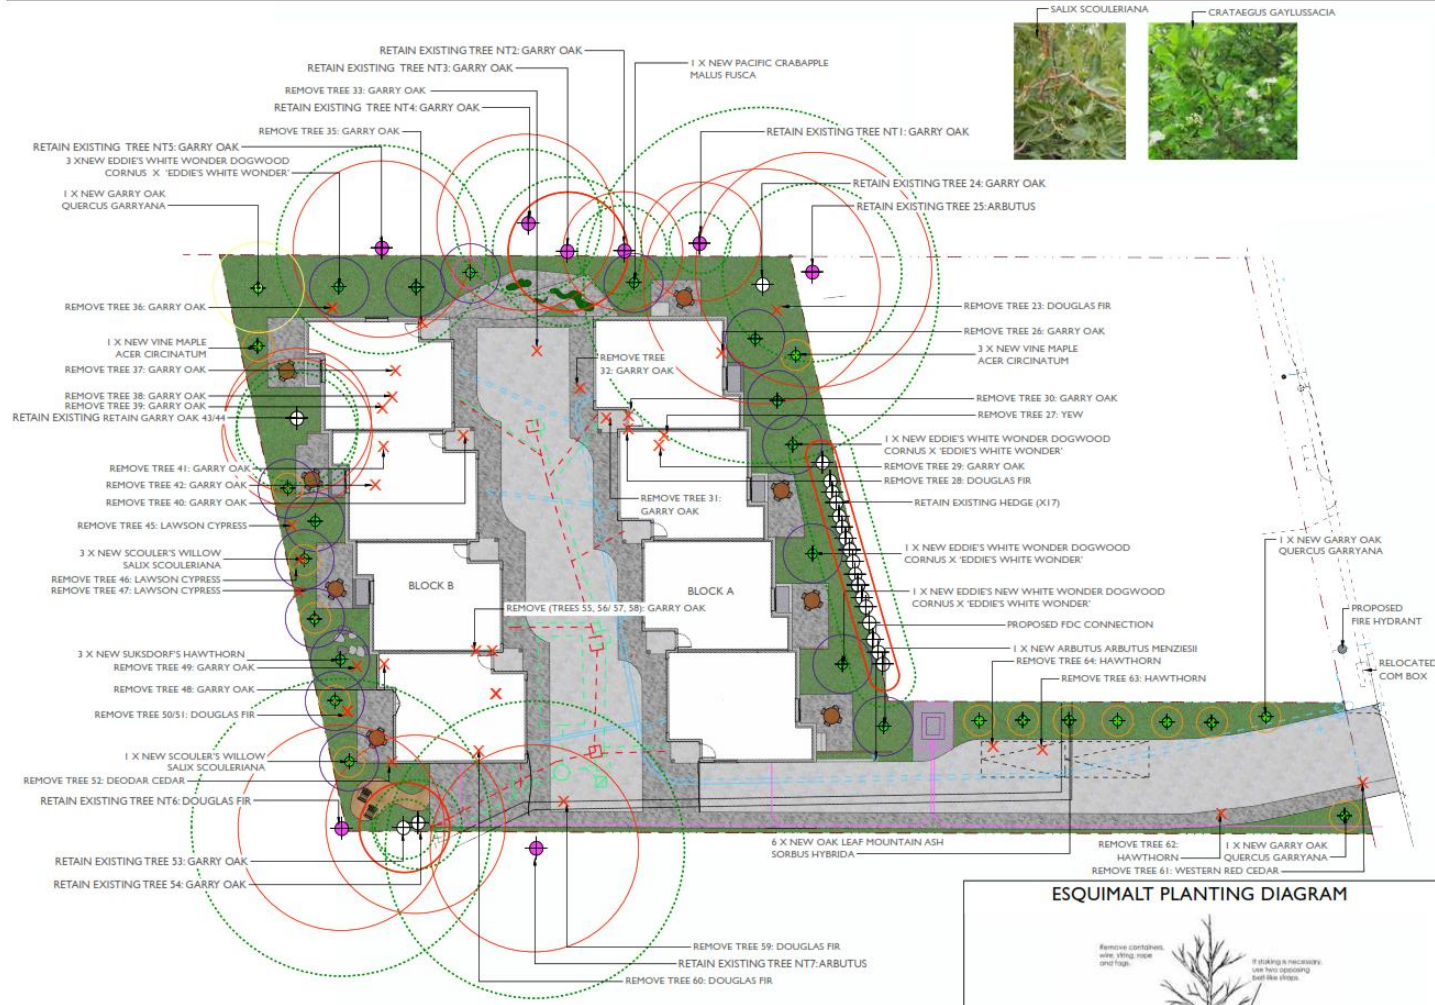 SALIX SCOULERIANA
CRATAEGUS GAYLUSSACIA
RETAIN EXISTING TREE NT2: GARRY OAK
RETAIN EXISTING TREE NT3: GARRY OAK
1 X NEW PACIFIC CRABAPPLE
MALUS FUSCA
REMOVE TREE 33: GARRY OAK
RETAIN EXISTING TREE NT4: GARRY OAK
REMOVE TREE 35: GARRY OAK
RETAIN EXISTING TREE NT1: GARRY OAK
RETAIN EXISTING TREE NT5: GARRY OAK
3 XNEW EDDIE'S WHITE WONDER DOGWOOD
CORNUS X 'EDDIE'S WHITE WONDER'
RETAIN EXISTING TREE 24: GARRY OAK
1 X NEW GARRY OAK
QUERCUS GARRYANA
RETAIN EXISTING TREE 25: ARBUTUS
REMOVE TREE 36: GARRY OAK
REMOVE TREE 23: DOUGLAS FIR
REMOVE TREE 26: GARRY OAK
1 X NEW VINE MAPLE
ACER CIRCINATUM
3 X NEW VINE MAPLE
ACER CIRCINATUM
REMOVE TREE
32: GARRY OAK
REMOVE TREE 37: GARRY OAK
REMOVE TREE 38: GARRY OAK
REMOVE TREE 39: GARRY OAK
RETAIN EXISTING RETAIN GARRY OAK 43/44
REMOVE TREE 30: GARRY OAK
REMOVE TREE 27: YEW
1 X NEW EDDIE'S WHITE WONDER DOGWOOD
CORNUS X 'EDDIE'S WHITE WONDER'
REMOVE TREE 29: GARRY OAK
REMOVE TREE 28: DOUGLAS FIR
REMOVE TREE 41: GARRY OAK
REMOVE TREE 42: GARRY OAK
REMOVE TREE 40: GARRY OAK
REMOVE TREE 31:
GARRY OAK
RETAIN EXISTING HEDGE (X17)
REMOVE TREE 45: LAWSON CYPRESS
1 X NEW GARRY OAK
QUERCUS GARRYANA
3 X NEW SCOULER'S WILLOW
SALIX SCOULERIANA
1 X NEW EDDIE'S WHITE WONDER DOGWOOD
CORNUS X 'EDDIE'S WHITE WONDER'
REMOVE TREE 46: LAWSON CYPRESS
REMOVE TREE 47: LAWSON CYPRESS
BLOCK B
BLOCK A
1 X NEW EDDIE'S NEW WHITE WONDER DOGWOOD
CORNUS X 'EDDIE'S WHITE WONDER'
REMOVE (TREES 55, 56/ 57, 58): GARRY OAK
PROPOSED
FIRE HYDRANT
PROPOSED FDC CONNECTION
3 X NEW SUKSDORF'S HAWTHORN
REMOVE TREE 49: GARRY OAK
1 X NEW ARBUTUS ARBUTUS MENZIESII
REMOVE TREE 64: HAWTHORN
REMOVE TREE 63: HAWTHORN
RELOCATED
COM BOX
REMOVE TREE 48: GARRY OAK
REMOVE TREE 50/51: DOUGLAS FIR
1 X NEW SCOULER'S WILLOW
SALIX SCOULERIANA
REMOVE TREE 52: DEODAR CEDAR
RETAIN EXISTING TREE NT6: DOUGLAS FIR
6 X NEW OAK LEAF MOUNTAIN ASH
SORBUS HYBRIDA
REMOVE TREE 62:
HAWTHORN
1 X NEW GARRY OAK
QUERCUS GARRYANA
REMOVE TREE 61: WESTERN RED CEDAR
RETAIN EXISTING TREE 53: GARRY OAK
RETAIN EXISTING TREE 54: GARRY OAK
ESQUIMALT PLANTING DIAGRAM
REMOVE TREE 59: DOUGLAS FIR
RETAIN EXISTING TREE NT7: ARBUTUS
REMOVE TREE 60: DOUGLAS FIR
Remove containers,
wire, string, rope
and tags.
If staking is necessary,
use two opposing
belt-like straps.